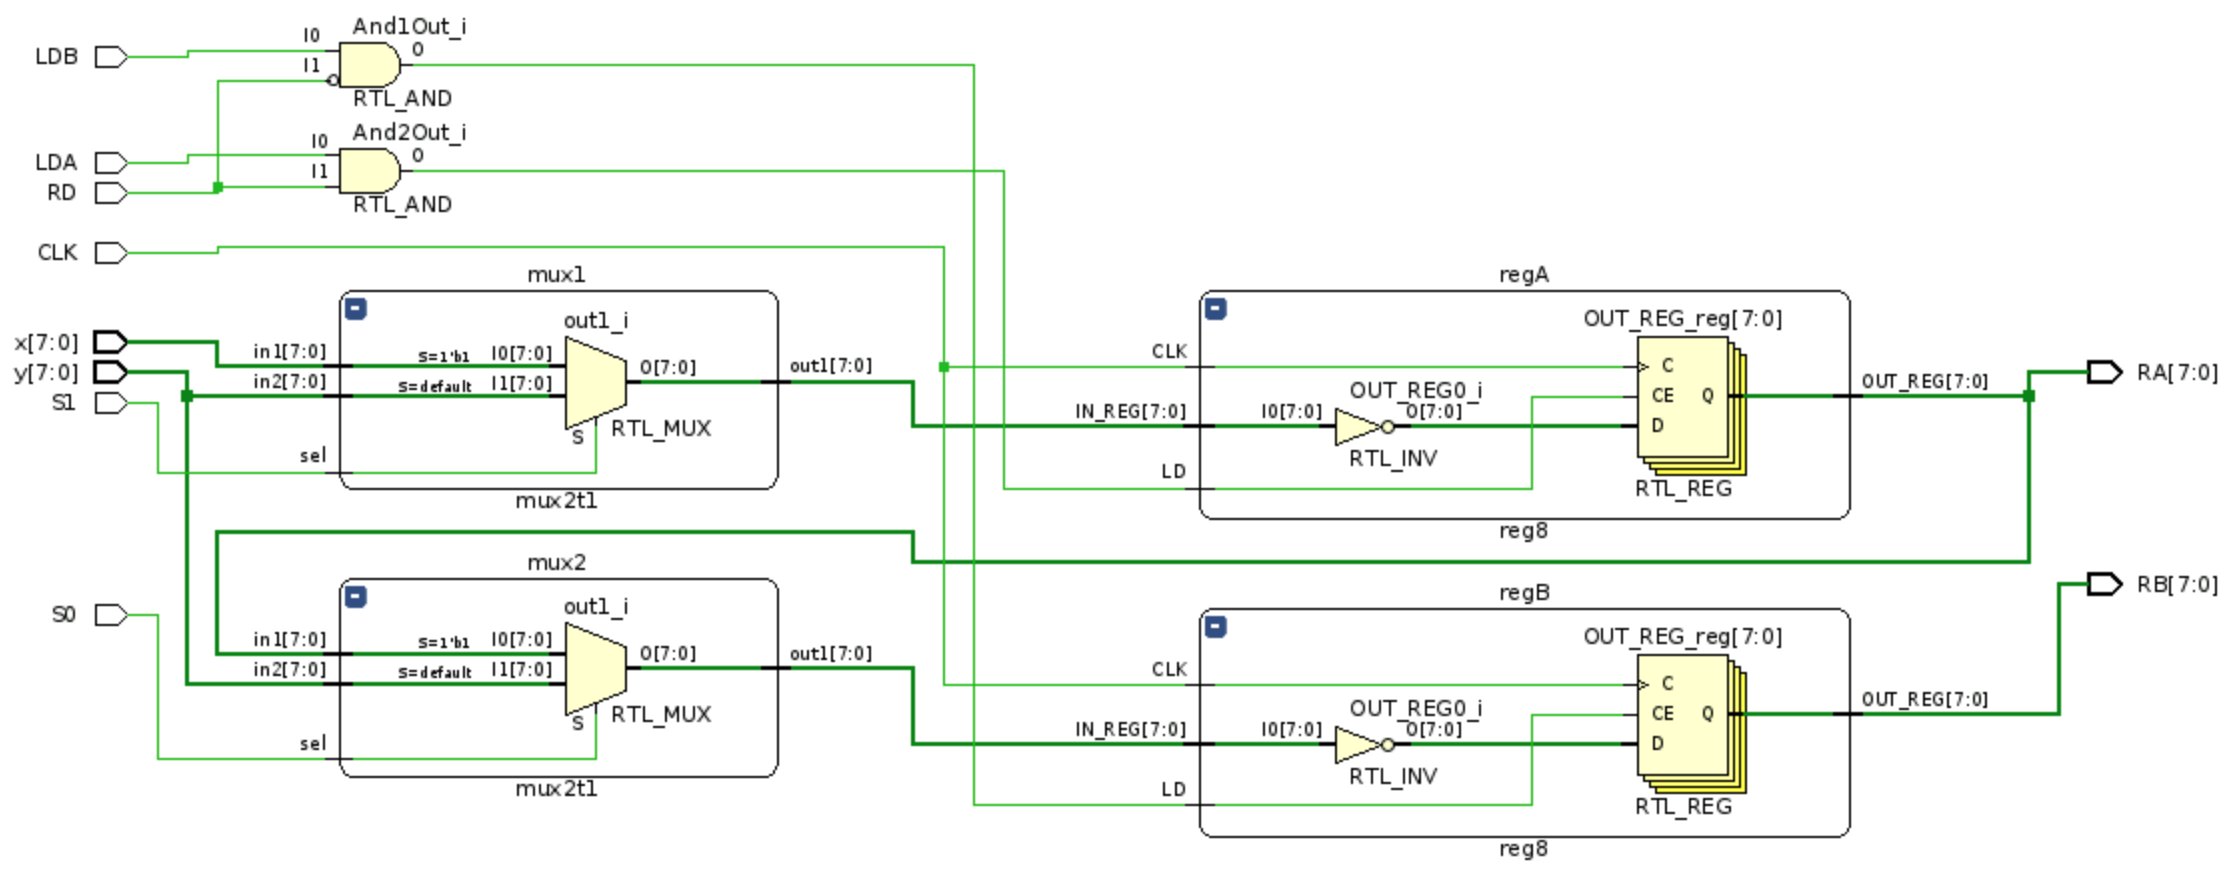 And1Out_i
I0
O
LDB
I1
RTL_AND
And2Out_i
I0
O
LDA
I1
RD
RTL_AND
CLK
mux1
regA
out1_i
OUT_REG_reg[7:0]
x[7:0]
in1[7:0]
S=1'b1
I0[7:0]
O[7:0]
out1[7:0]
CLK
C
y[7:0]
in2[7:0]
S=default
I1[7:0]
OUT_REG0_i
CE
Q
OUT_REG[7:0]
RA[7:0]
S1
S
RTL_MUX
IN_REG[7:0]
I0[7:0]
O[7:0]
D
sel
RTL_INV
LD
RTL_REG
mux2t1
reg8
mux2
regB
out1_i
RB[7:0]
S0
OUT_REG_reg[7:0]
in1[7:0]
S=1'b1
I0[7:0]
O[7:0]
out1[7:0]
in2[7:0]
S=default
I1[7:0]
CLK
C
S
RTL_MUX
OUT_REG0_i
CE
Q
OUT_REG[7:0]
IN_REG[7:0]
I0[7:0]
O[7:0]
D
sel
RTL_INV
LD
RTL_REG
mux2t1
reg8